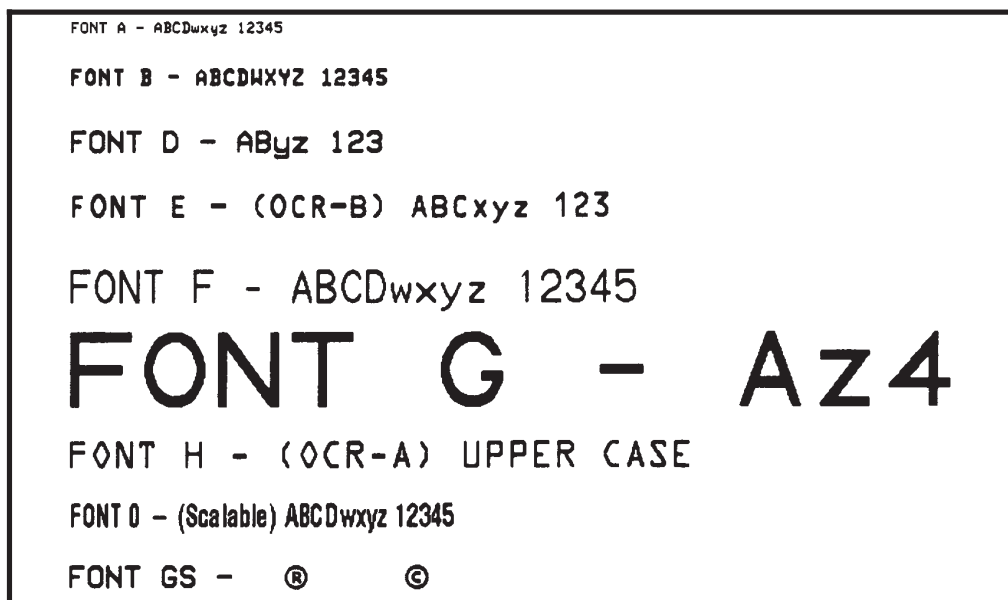 FONT A - ABCDwxyz 12345
FONT B - ABCDWXYZ 12345
FONT D - AByz 123
FONT E - (OCR-B) ABCxyz 123
FONT F - ABCDwxyz 12345
FONT G - Az4
FONT H - (OCR-A) UPPER CASE
FONT 0 - (Scalable) ABCDwxyz 12345
FONT GS - ® ©